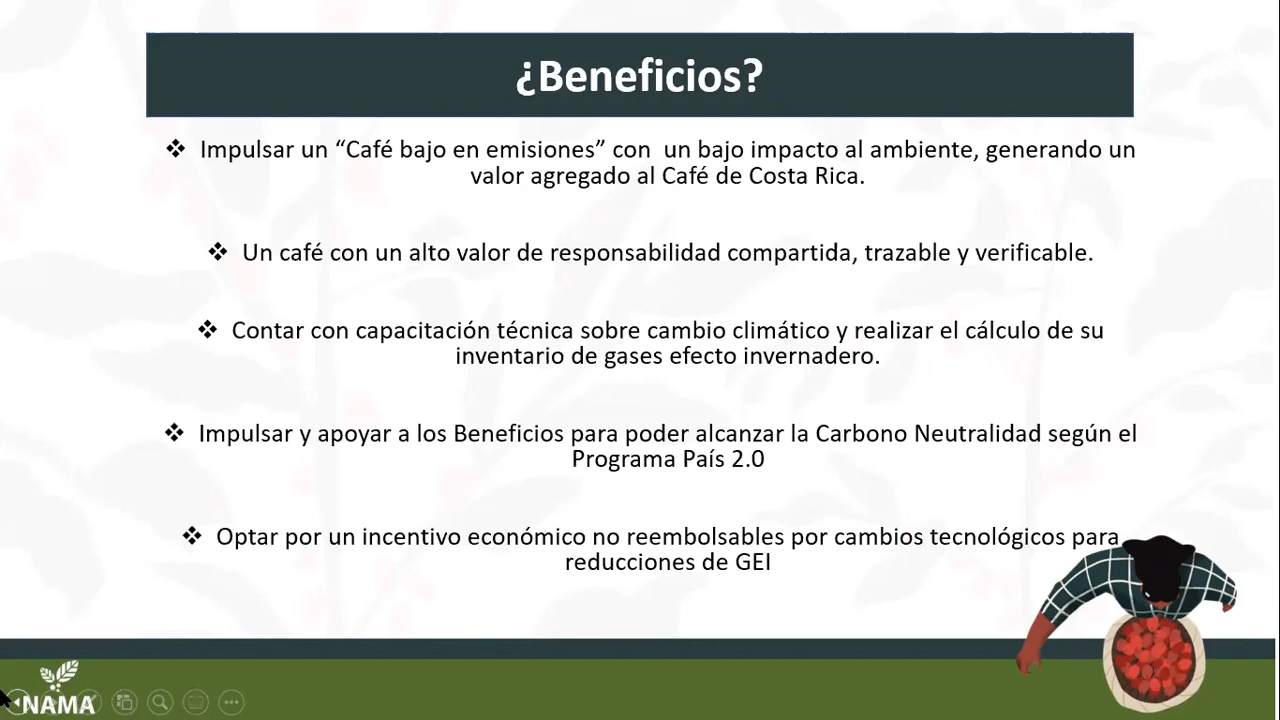 ¿Beneficios?
❖ Impulsar un “Café bajo en emisiones” con un bajo impacto al ambiente, generando un
valor agregado al Café de Costa Rica.
❖ Un café con un alto valor de responsabilidad compartida, trazable y verificable.
❖ Contar con capacitación técnica sobre cambio climático y realizar el cálculo de su
inventario de gases efecto invernadero.
❖ Impulsar y apoyar a los Beneficios para poder alcanzar la Carbono Neutralidad según el
Programa País 2.0
❖ Optar por un incentivo económico no reembolsables por cambios tecnológicos para
reducciones de GEI
NAMA